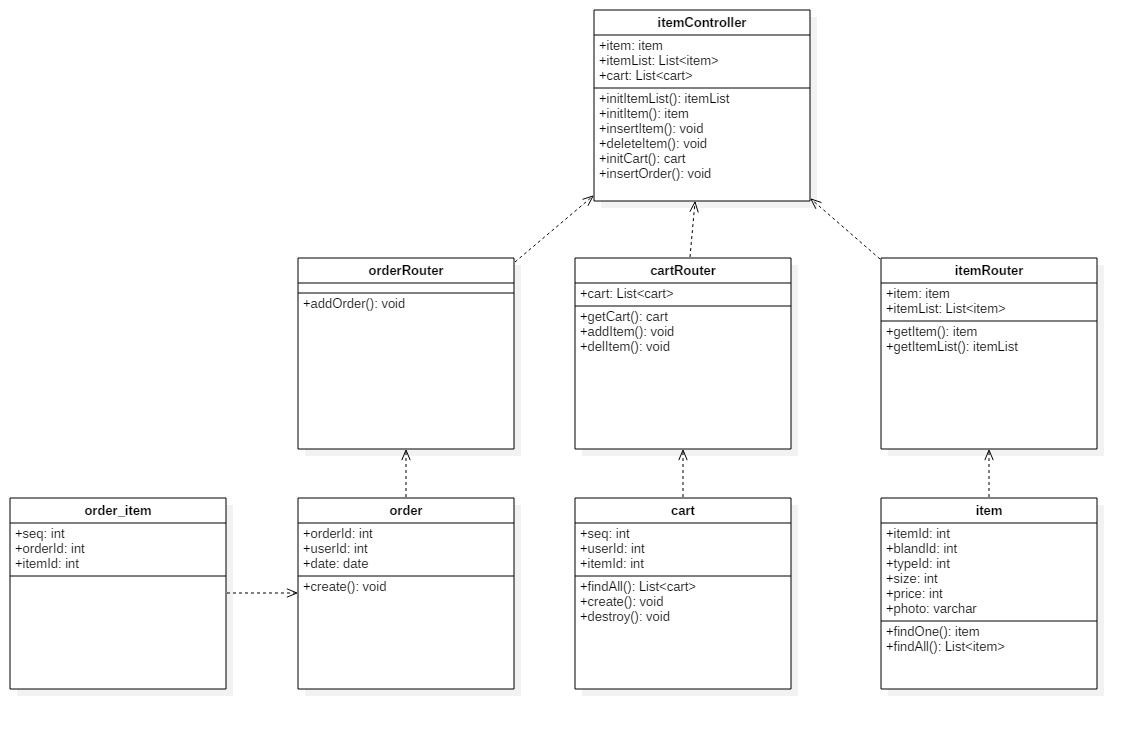 itemController
+item: item
+itemList: List<item>
+cart: List<cart>
+initItemList(): itemList
+initItem(): item
+insertItem(): void
+deleteItem(): void
+initCart(): cart
+insertOrder(): void
orderRouter
+addOrder(): void
cartRouter
+cart: List<cart>
+getCart(): cart
+addItem(): void
+delItem(): void
itemRouter
+item: item
+itemList: List<item>
+getItem(): item
+getItemList(): itemList
order_item
+seq: int
+orderId: int
+itemId: int
order
+orderId: int
+userId: int
+date: date
+create(): void
cart
+seq: int
+userId: int
+itemId: int
+findAll(): List<cart>
+create(): void
+destroy(): void
item
+itemId: int
+blandId: int
+typeId: int
+size: int
+price: int
+photo: varchar
+findOne(): item
+findAll(): List<item>